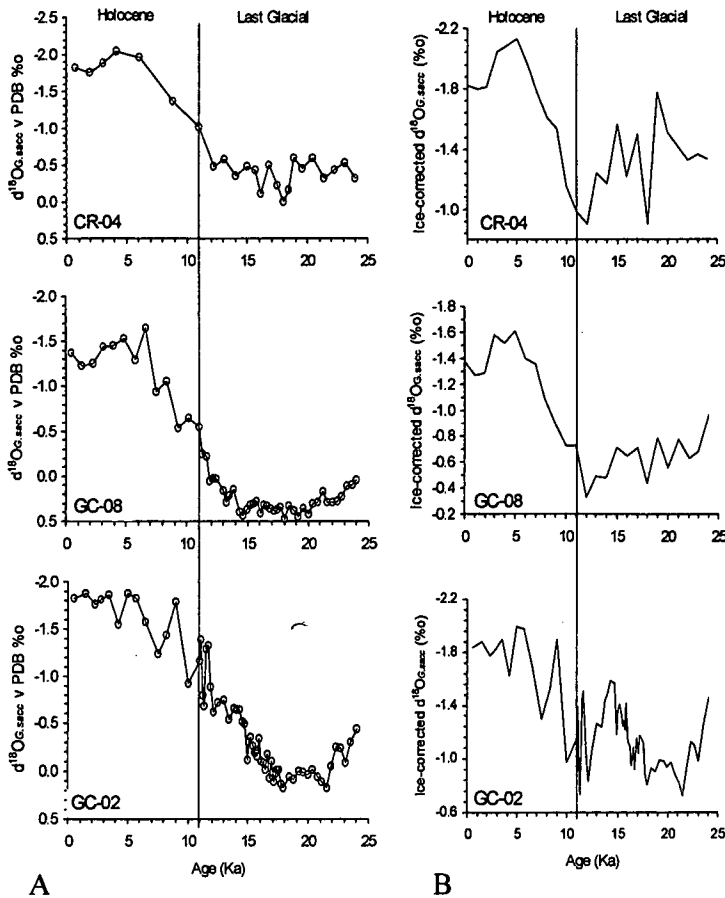 Holocene Last Glacial
Holocene Last Glacial
d18OG.sacc v PDB %o
-2.5
-2.0
-1.5
-1.0
-0.5
0.0
0.5
CR-04
0 5 10 15 20 25
Ice-corrected d18OG.sacc (%o)
-2.2
-1.8
-1.4
-1.0
CR-04
0 5 10 15 20 25
d18OG.sacc v PDB %o
-2.0
-1.5
-1.0
-0.5
0.0
0.5
GC-08
0 5 10 15 20 25
Ice-corrected d18OG.sacc (%o)
-1.8
-1.6
-1.4
-1.2
-1.0
-0.8
-0.6
-0.4
-0.2
GC-08
0 5 10 15 20 25
d18OG.sacc v PDB %o
-2.0
-1.5
-1.0
-0.5
0.0
0.5
GC-02
0 5 10 15 20 25
Age (Ka)
Ice-corrected d18OG.sacc (%o)
-2.2
-1.8
-1.4
-1.0
-0.6
GC-02
0 5 10 15 20 25
Age (Ka)
A B